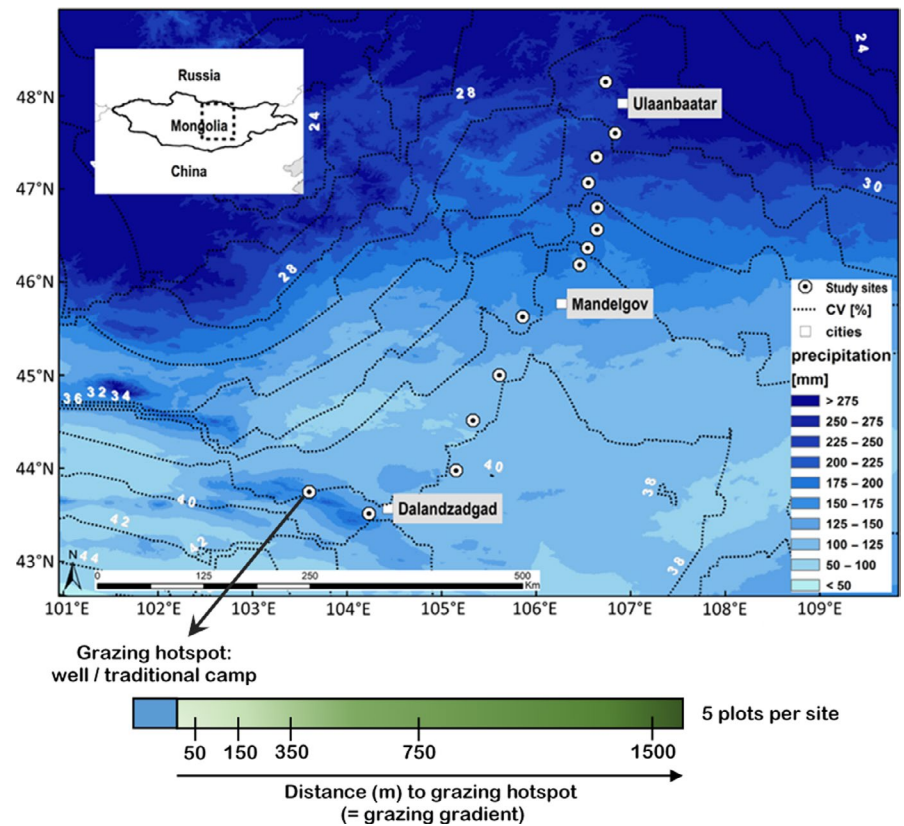 Russia
Mongolia
China
24
28
24
30
28
36 32 34
40
42
44
42
40
38
38
Ulaanbaatar
Mandelgov
Dalandzadgad
48°N
47°N
46°N
45°N
44°N
43°N
Study sites
CV [%]
cities
precipitation
[mm]
> 275
250 – 275
225 – 250
200 – 225
175 – 200
150 – 175
125 – 150
100 – 125
50 – 100
< 50
N
0 125 250 500
Km
101°E 102°E 103°E 104°E 105°E 106°E 107°E 108°E 109°E
Grazing hotspot:
well / traditional camp
5 plots per site
50 150 350 750 1500
Distance (m) to grazing hotspot
(= grazing gradient)